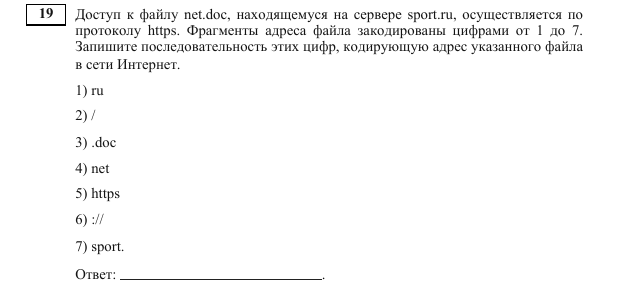 19
Доступ к файлу net.doc, находящемуся на сервере sport.ru, осуществляется по
протоколу https. Фрагменты адреса файла закодированы цифрами от 1 до 7.
Запишите последовательность этих цифр, кодирующую адрес указанного файла
в сети Интернет.
1) ru
2) /
3) .doc
4) net
5) https
6) ://
7) sport.
Ответ: ______________________________.